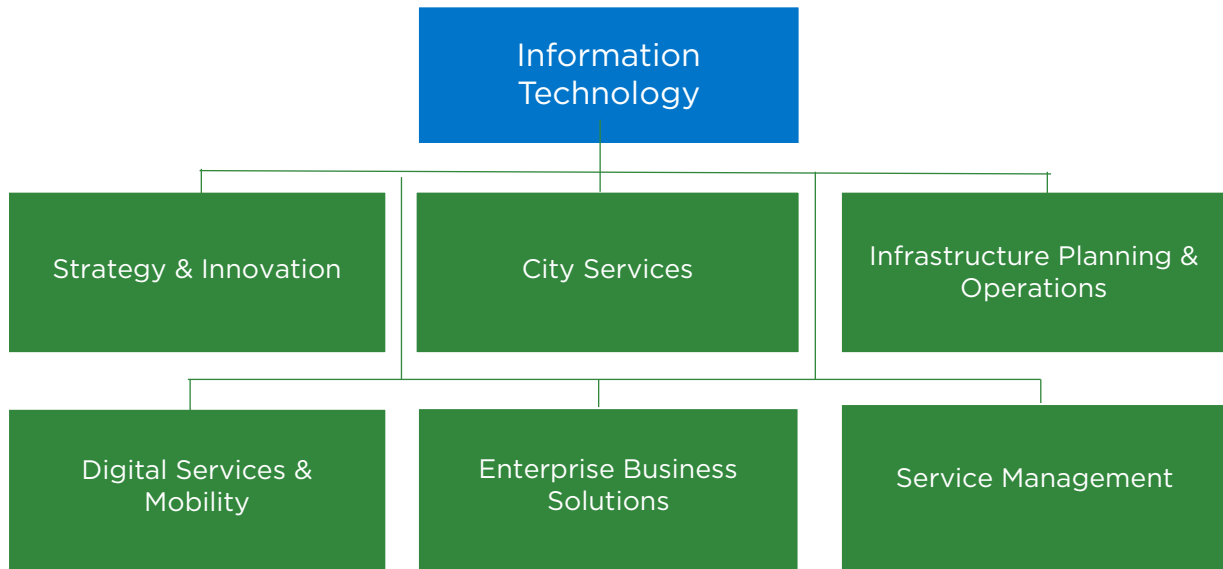 Information
Technology
Strategy & Innovation
City Services
Infrastructure Planning &
Operations
Digital Services &
Mobility
Enterprise Business
Solutions
Service Management